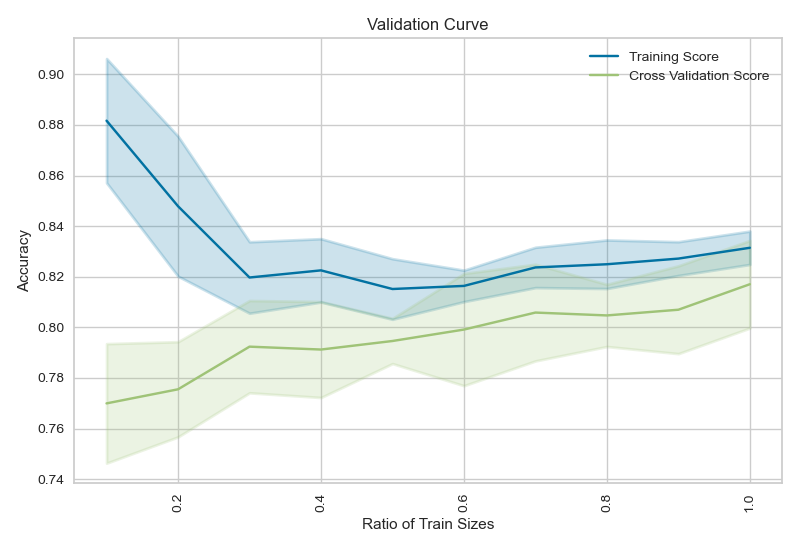 Validation Curve
Training Score
Cross Validation Score
Accuracy
0.90
0.88
0.86
0.84
0.82
0.80
0.78
0.76
0.74
0.2
0.4
0.6
0.8
1.0
Ratio of Train Sizes